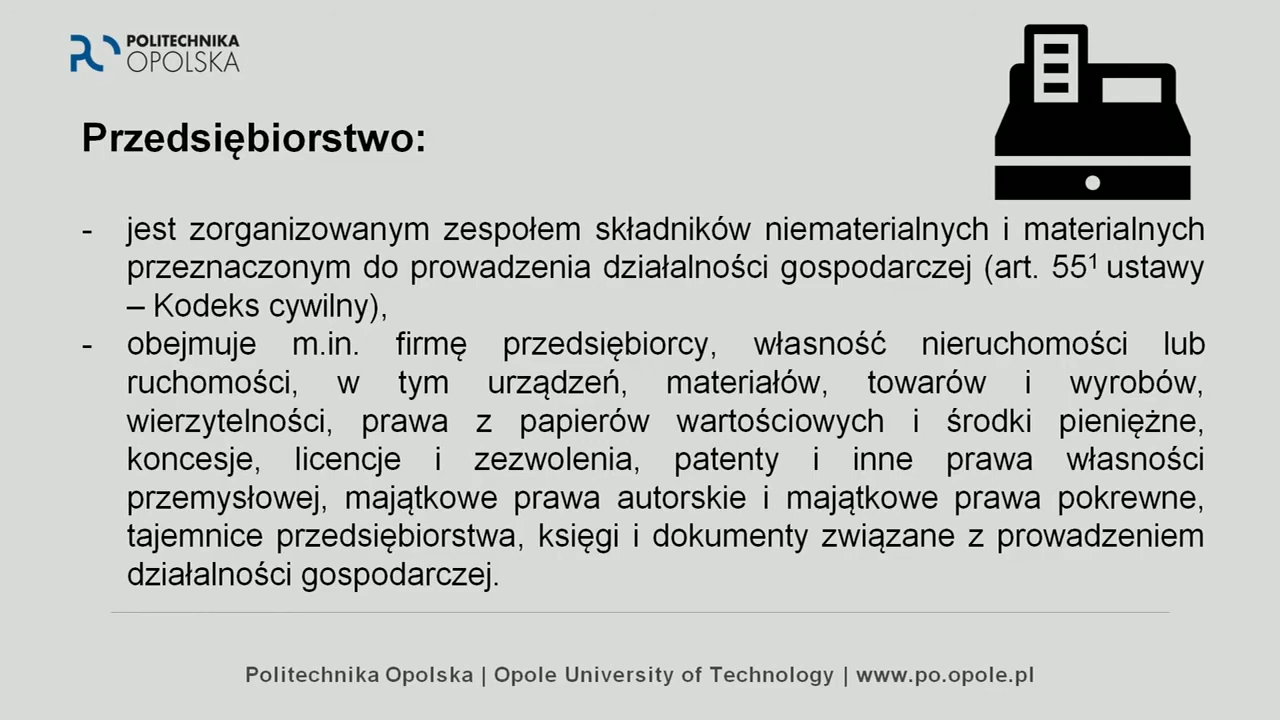 POLITECHNIKA
OPOLSKA
Przedsiębiorstwo:
- jest zorganizowanym zespołem składników niematerialnych i materialnych
przeznaczonym do prowadzenia działalności gospodarczej (art. 55¹ ustawy
– Kodeks cywilny),
- obejmuje m.in. firmę przedsiębiorcy, własność nieruchomości lub
ruchomości, w tym urządzeń, materiałów, towarów i wyrobów,
wierzytelności, prawa z papierów wartościowych i środki pieniężne,
koncesje, licencje i zezwolenia, patenty i inne prawa własności
przemysłowej, majątkowe prawa autorskie i majątkowe prawa pokrewne,
tajemnice przedsiębiorstwa, księgi i dokumenty związane z prowadzeniem
działalności gospodarczej.
Politechnika Opolska | Opole University of Technology | www.po.opole.pl